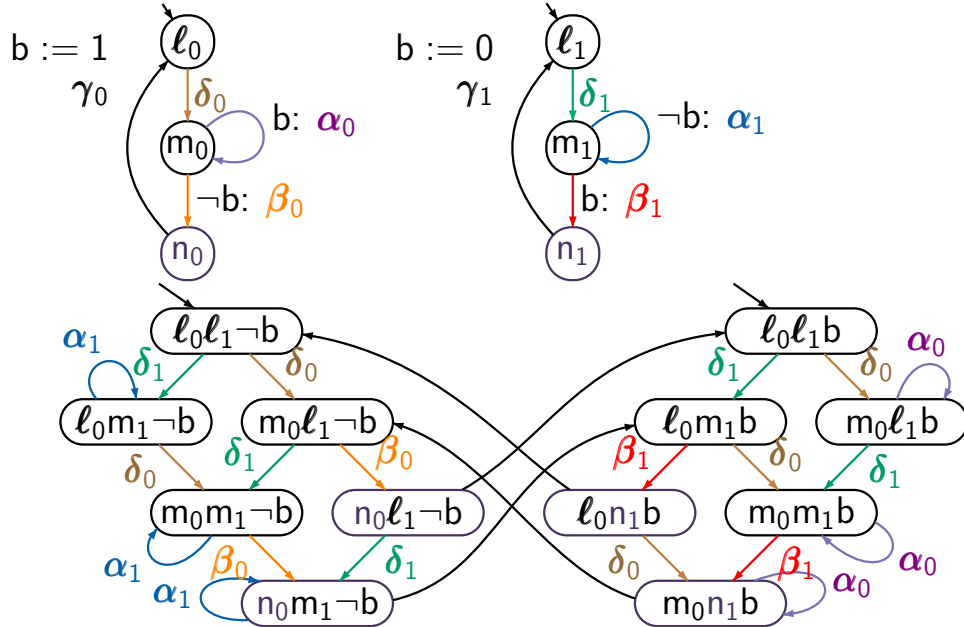 b := 1 ℓ₀ b := 0 ℓ₁
γ₀ δ₀ γ₁ δ₁
b: α₀ ¬b: α₁
m₀ m₁
¬b: β₀ b: β₁
n₀ n₁
ℓ₀ℓ₁¬b ℓ₀ℓ₁b
α₁ δ₁ δ₀ δ₁ δ₀ α₀
ℓ₀m₁¬b m₀ℓ₁¬b ℓ₀m₁b m₀ℓ₁b
δ₀ δ₁ β₀ β₁ δ₀ δ₁
m₀m₁¬b n₀ℓ₁¬b ℓ₀n₁b m₀m₁b
α₁ α₁ β₀ δ₁ δ₀ β₁ α₀ α₀
n₀m₁¬b m₀n₁b